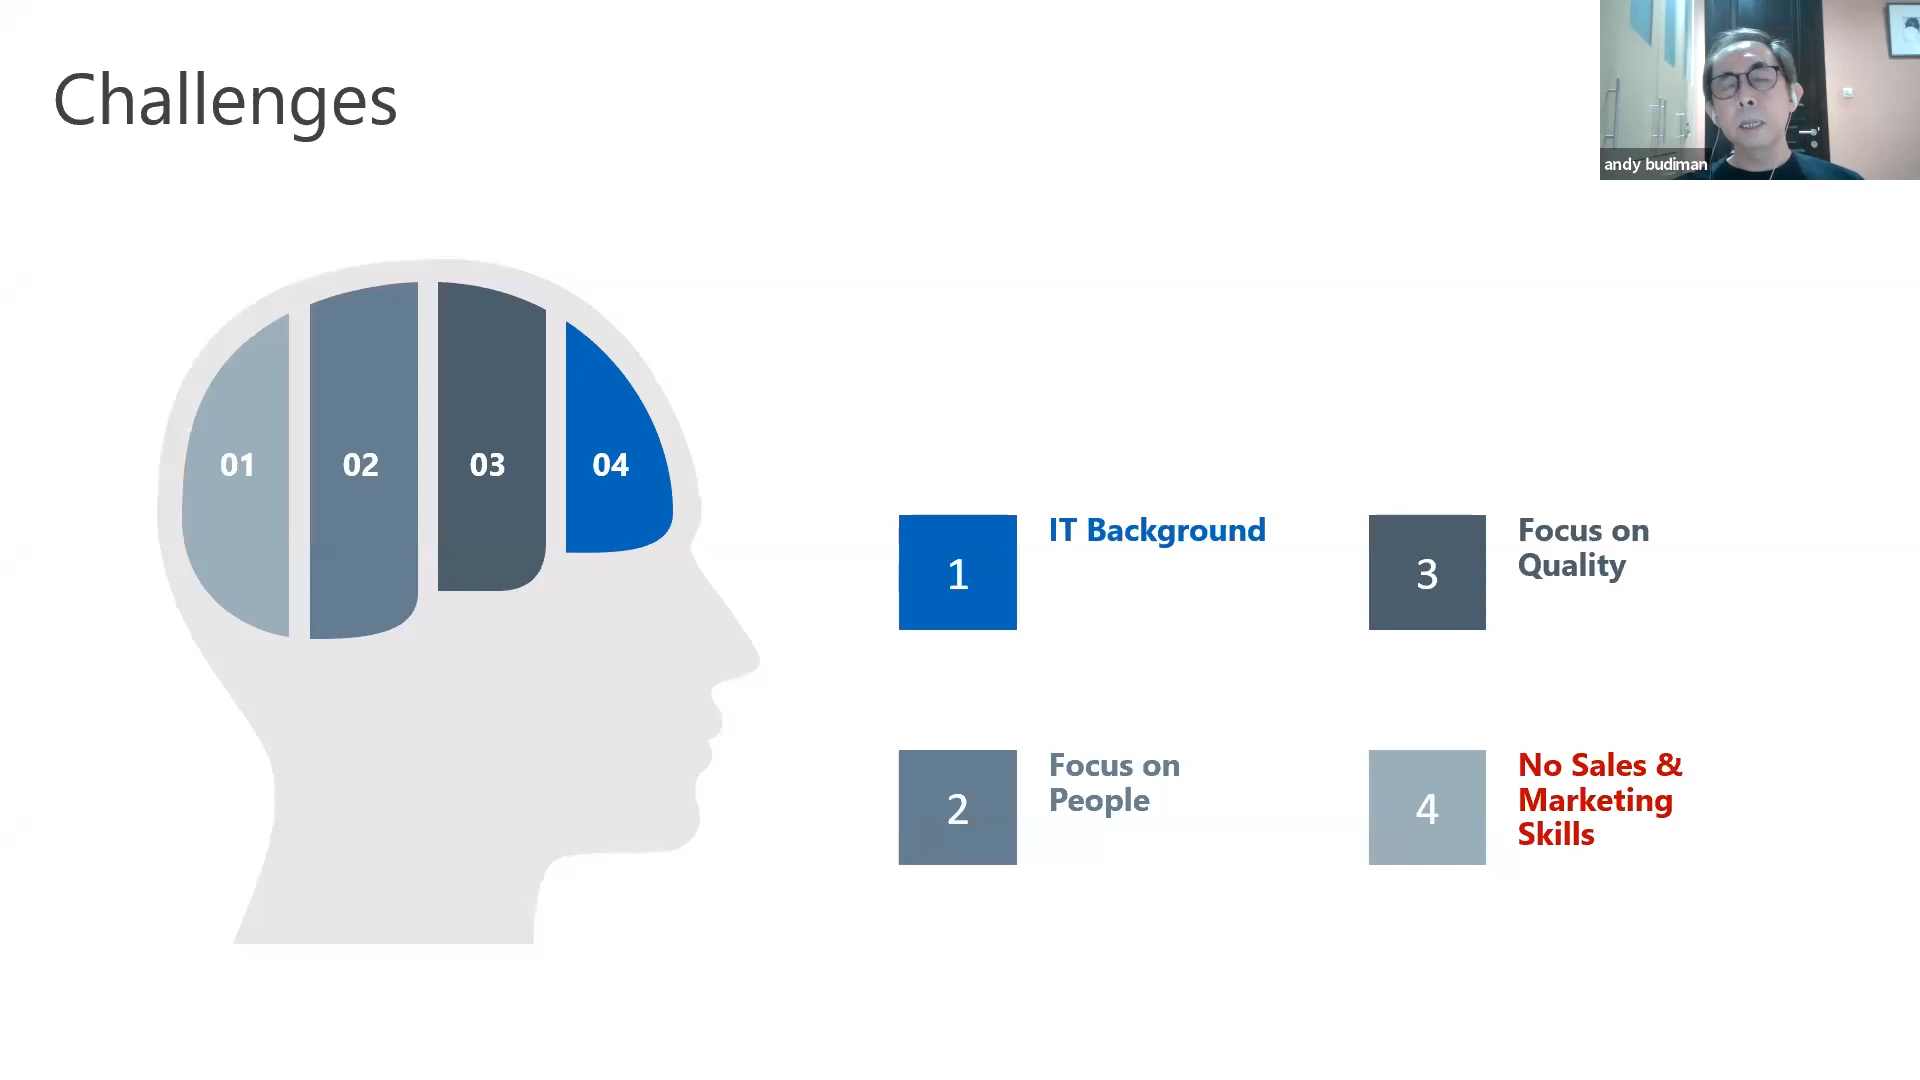 Challenges
andy budiman
01
02
03
04
1
IT Background
3
Focus on
Quality
2
Focus on
People
4
No Sales &
Marketing
Skills